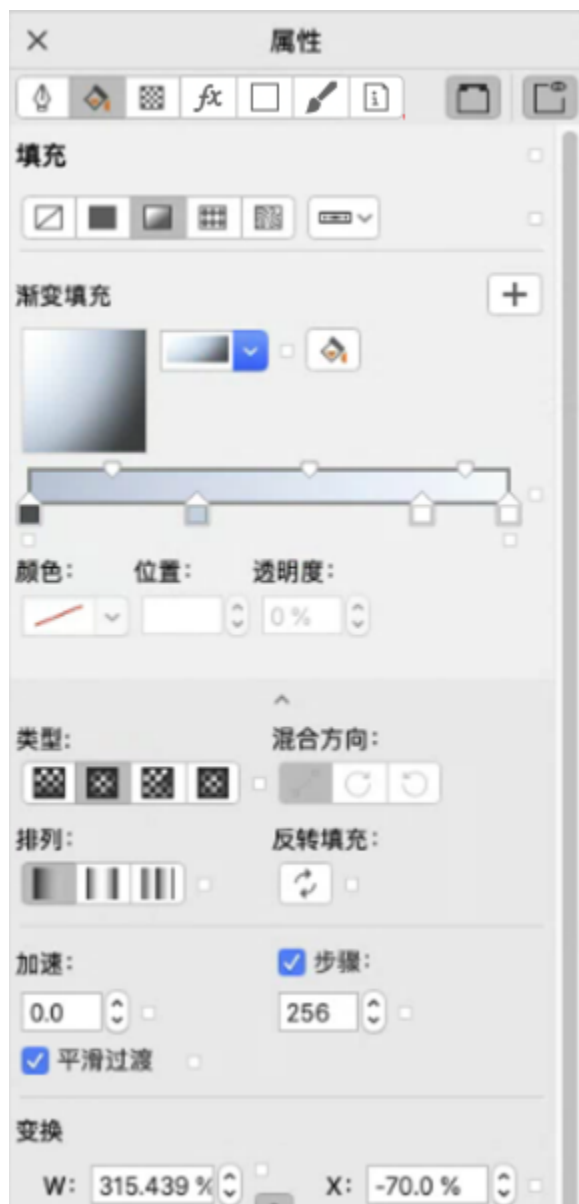 属性
fx
填充
渐变填充
颜色: 位置: 透明度:
0 %
类型: 混合方向:
排列: 反转填充:
加速: 步骤:
0.0 256
平滑过渡
变换
W: 315.439 % X: -70.0 %